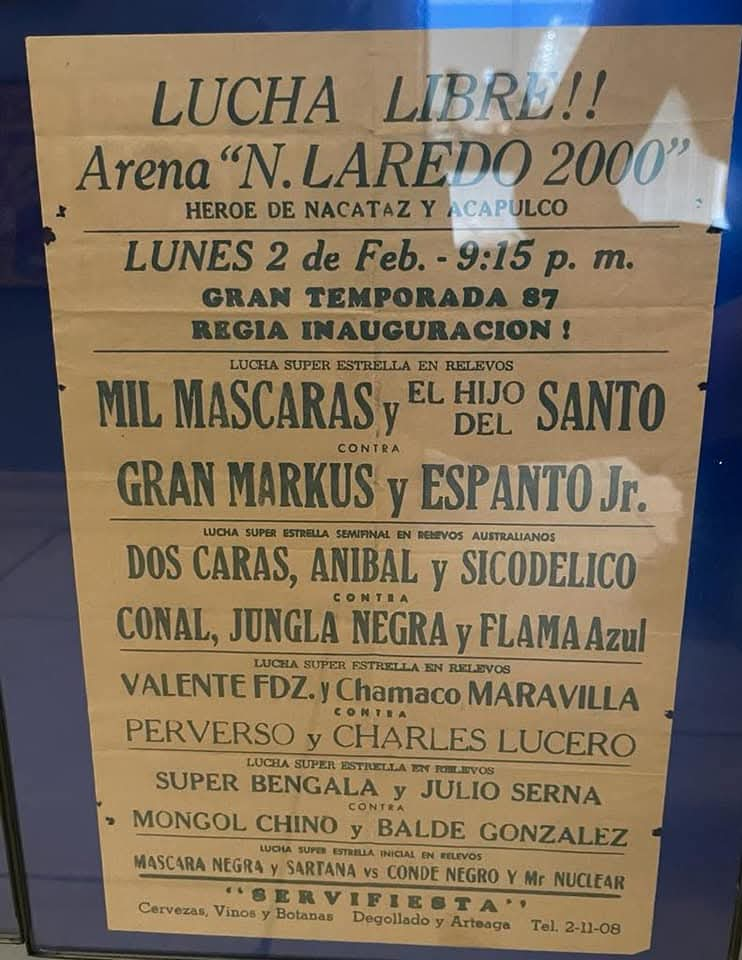 LUCHA LIBRE!!
Arena "N. LAREDO 2000"
HEROE DE NACATAZ Y ACAPULCO
LUNES 2 de Feb. - 9:15 p. m.
GRAN TEMPORADA 87
REGIA INAUGURACION !
LUCHA SUPER ESTRELLA EN RELEVOS
MIL MASCARAS y EL HIJO DEL SANTO
CONTRA
GRAN MARKUS y ESPANTO Jr.
LUCHA SUPER ESTRELLA SEMIFINAL EN RELEVOS AUSTRALIANOS
DOS CARAS, ANIBAL y SICODELICO
CONTRA
CONAL, JUNGLA NEGRA y FLAMA Azul
LUCHA SUPER ESTRELLA EN RELEVOS
VALENTE FDZ. y Chamaco MARAVILLA
CONTRA
PERVERSO y CHARLES LUCERO
LUCHA SUPER ESTRELLA EN RELEVOS
SUPER BENGALA y JULIO SERNA
CONTRA
MONGOL CHINO y BALDE GONZALEZ
LUCHA SUPER ESTRELLA INICIAL EN RELEVOS
MASCARA NEGRA y SARTANA vs CONDE NEGRO Y Mr NUCLEAR
"SERVIFIESTA"
Cervezas, Vinos y Botanas Degollado y Arteaga Tel. 2-11-08